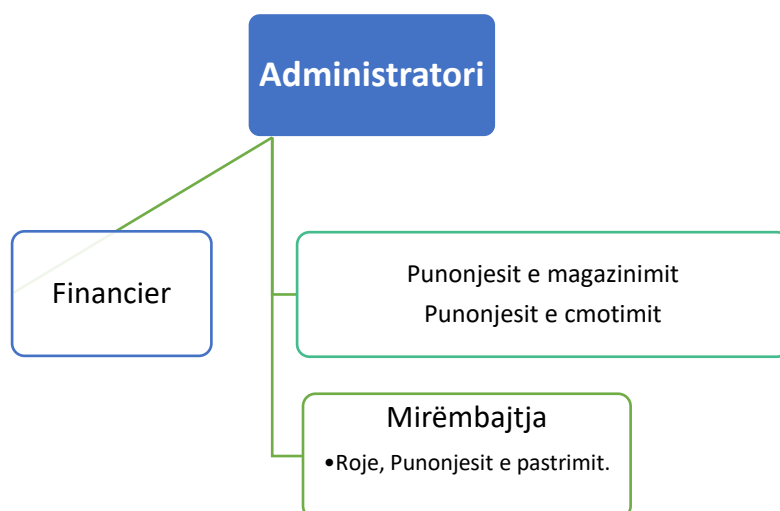 Administratori
Financier
Punonjesit e magazinimit
Punonjesit e cmotimit
Mirëmbajtja
•Roje, Punonjesit e pastrimit.